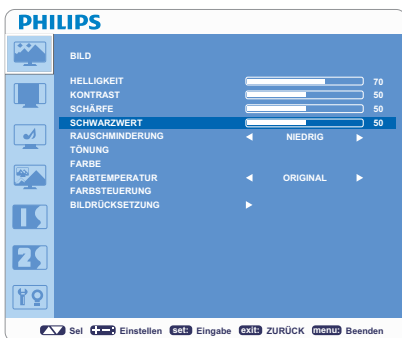 PHILIPS
BILD
HELLIGKEIT 70
KONTRAST 50
SCHÄRFE 50
SCHWARZWERT 50
RAUSCHMINDERUNG NIEDRIG
TÖNUNG
FARBE
FARBTEMPERATUR ORIGINAL
FARBSTEUERUNG
BILDRÜCKSETZUNG
Sel Einstellen set: Eingabe exit: ZURÜCK menu: Beenden